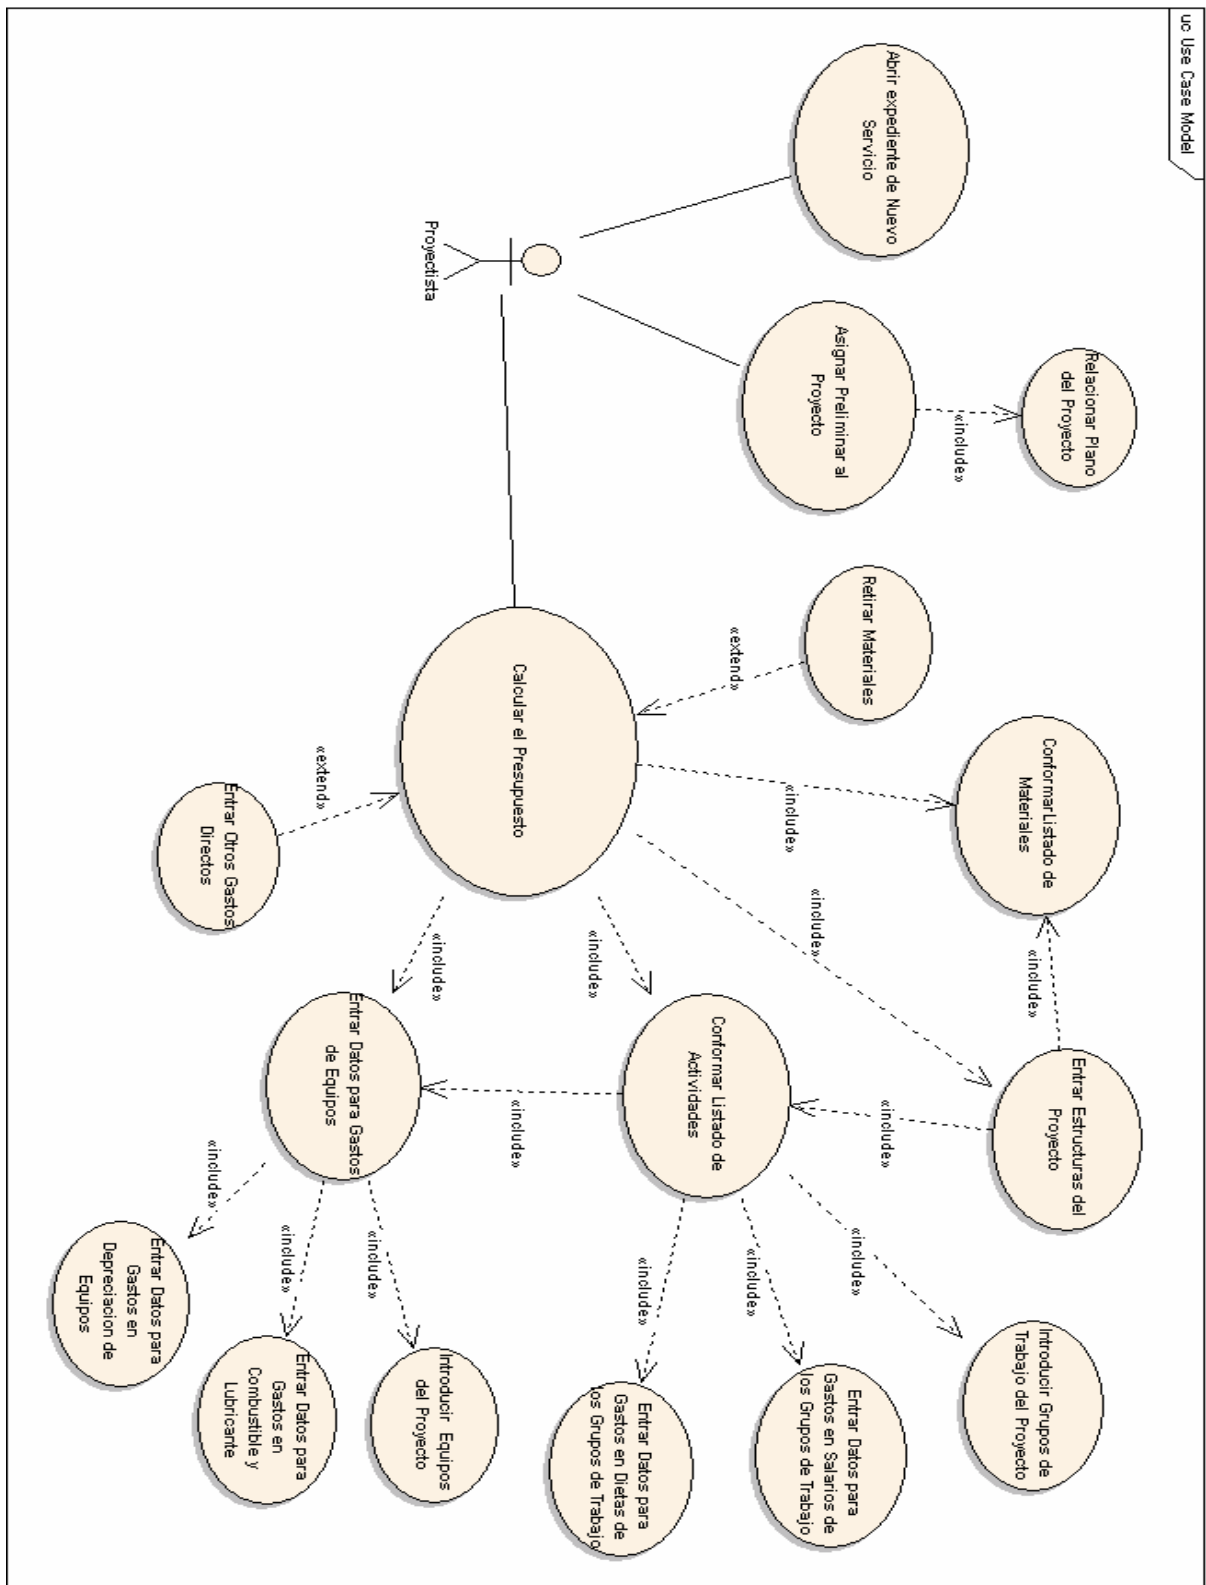 uc Use Case Model
Abrir expediente de Nuevo
Servicio
Proyectista
Asignar Preliminar al
Proyecto
«include»
Relacionar Plano
del Proyecto
Retirar Materiales
«extend»
Calcular el Presupuesto
«extend»
Entrar Otros Gastos
Directos
«include»
ConformarListado de
Materiales
«include»
«include»
Entrar Estructuras del
Proyecto
«include»
«include»
Conformar Listado de
Actividades
«include»
«include»
Entrar Datos para Gastos
de Equipos
«include»
Introducir Grupos de
Trabajo del Proyecto
«include»
Entrar Datos para
Gastos en Salarios de
los Grupos de Trabajo
«include»
Entrar Datos para
Gastos en Dietas de
los Grupos de Trabajo
«include»
Introducir Equipos
del Proyecto
«include»
Entrar Datos para
Gastos en
Combustible y
Lubricante
«include»
Entrar Datos para
Gastos en
Depreciacion de
Equipos
«include»